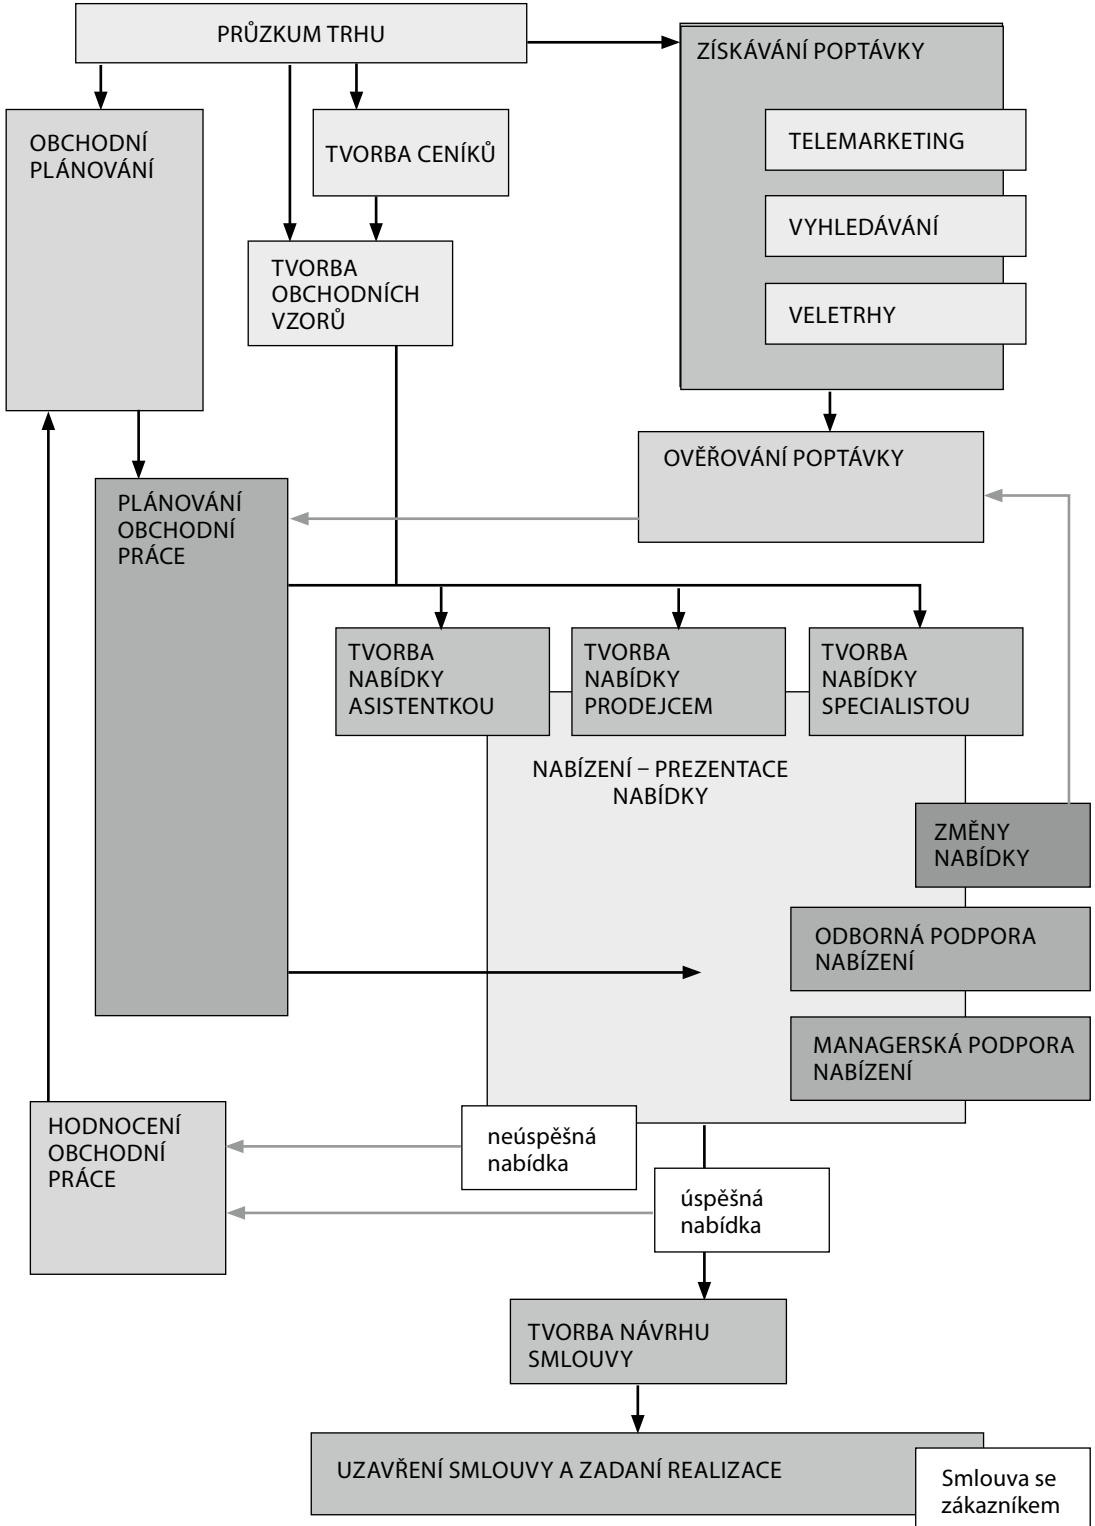 PRŮZKUM TRHU
ZÍSKÁVÁNÍ POPTÁVKY
OBCHODNÍ
PLÁNOVÁNÍ
TVORBA CENÍKŮ
TELEMARKETING
VYHLEDÁVÁNÍ
VELETRHY
TVORBA
OBCHODNÍCH
VZORŮ
OVĚŘOVÁNÍ POPTÁVKY
PLÁNOVÁNÍ
OBCHODNÍ
PRÁCE
TVORBA
NABÍDKY
ASISTENTKOU
TVORBA
NABÍDKY
PRODEJCEM
TVORBA
NABÍDKY
SPECIALISTOU
NABÍZENÍ – PREZENTACE
NABÍDKY
ZMĚNY
NABÍDKY
ODBORNÁ PODPORA
NABÍZENÍ
MANAGERSKÁ PODPORA
NABÍZENÍ
HODNOCENÍ
OBCHODNÍ
PRÁCE
neúspěšná
nabídka
úspěšná
nabídka
TVORBA NÁVRHU
SMLOUVY
UZAVŘENÍ SMLOUVY A ZADANÍ REALIZACE
Smlouva se
zákazníkem